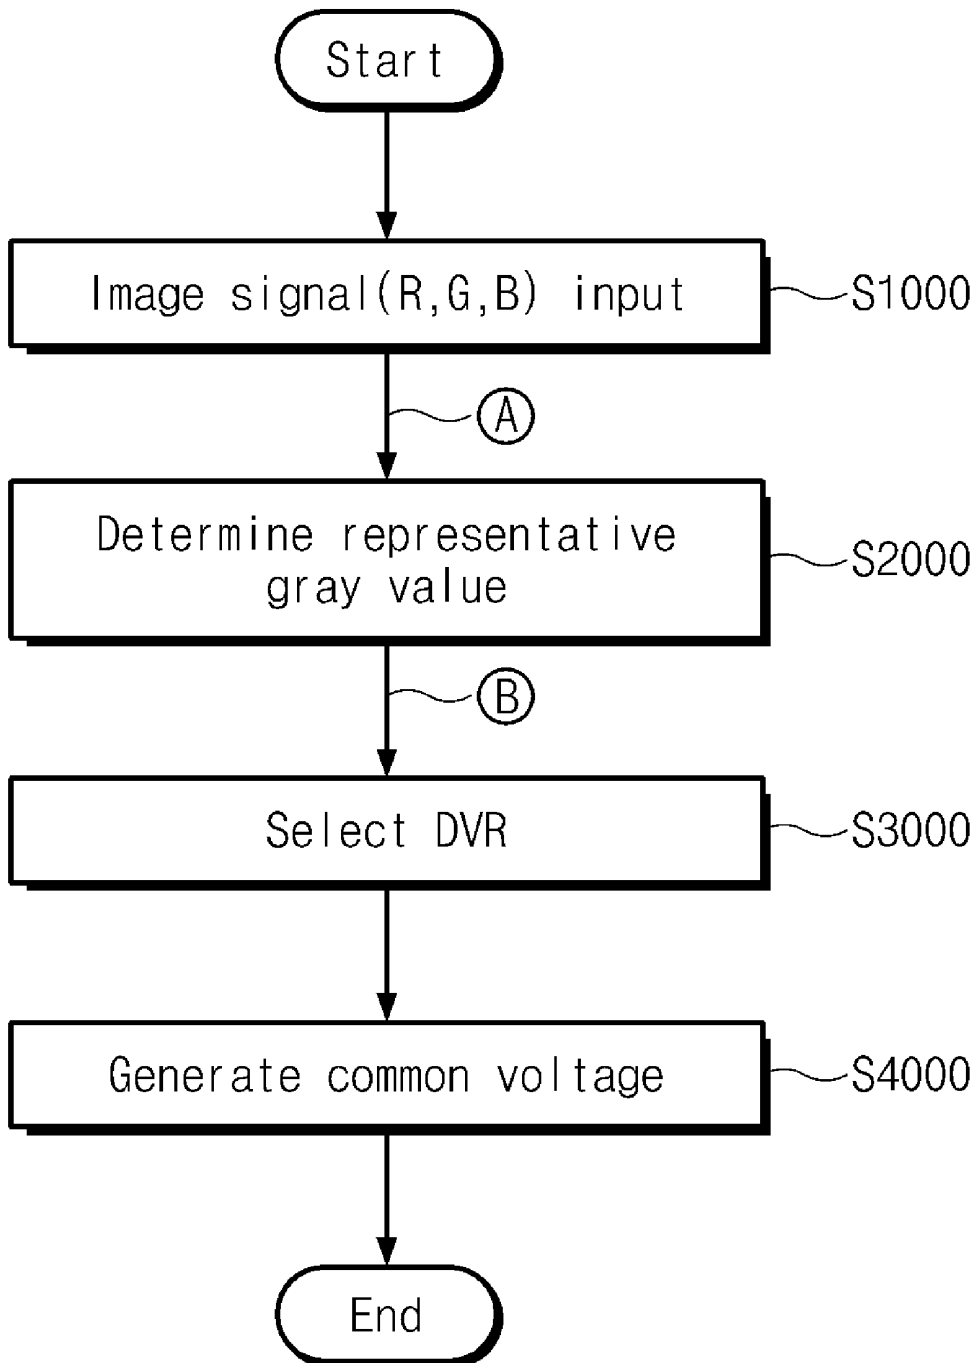 Start
Image signal(R,G,B) input
S1000
A
Determine representative
gray value
S2000
B
Select DVR
S3000
Generate common voltage
S4000
End